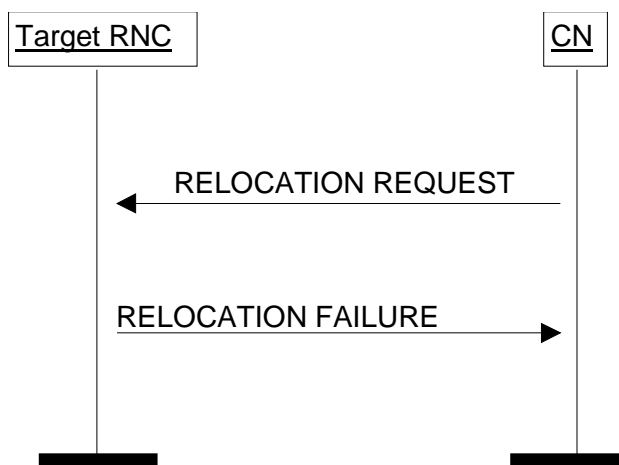 Target RNC
CN
RELOCATION REQUEST
RELOCATION FAILURE